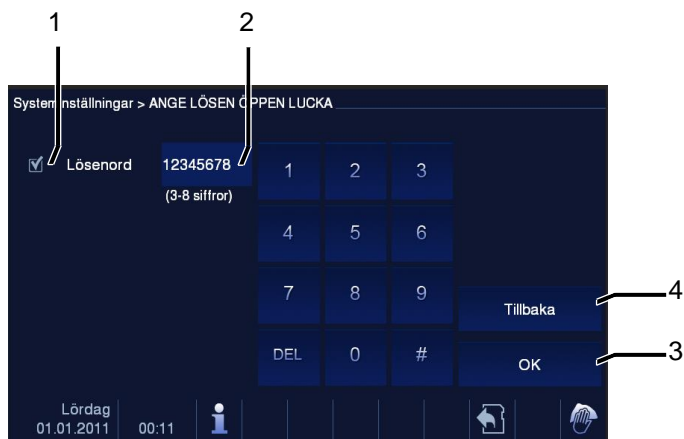 1 2
Systeminställningar > ANGE LÖSEN ÖPPEN LUCKA
Lösenord 12345678 1 2 3
(3-8 siffror)
4 5 6
7 8 9
Tillbaka 4
DEL 0 #
OK 3
Lördag
01.01.2011 00:11 i